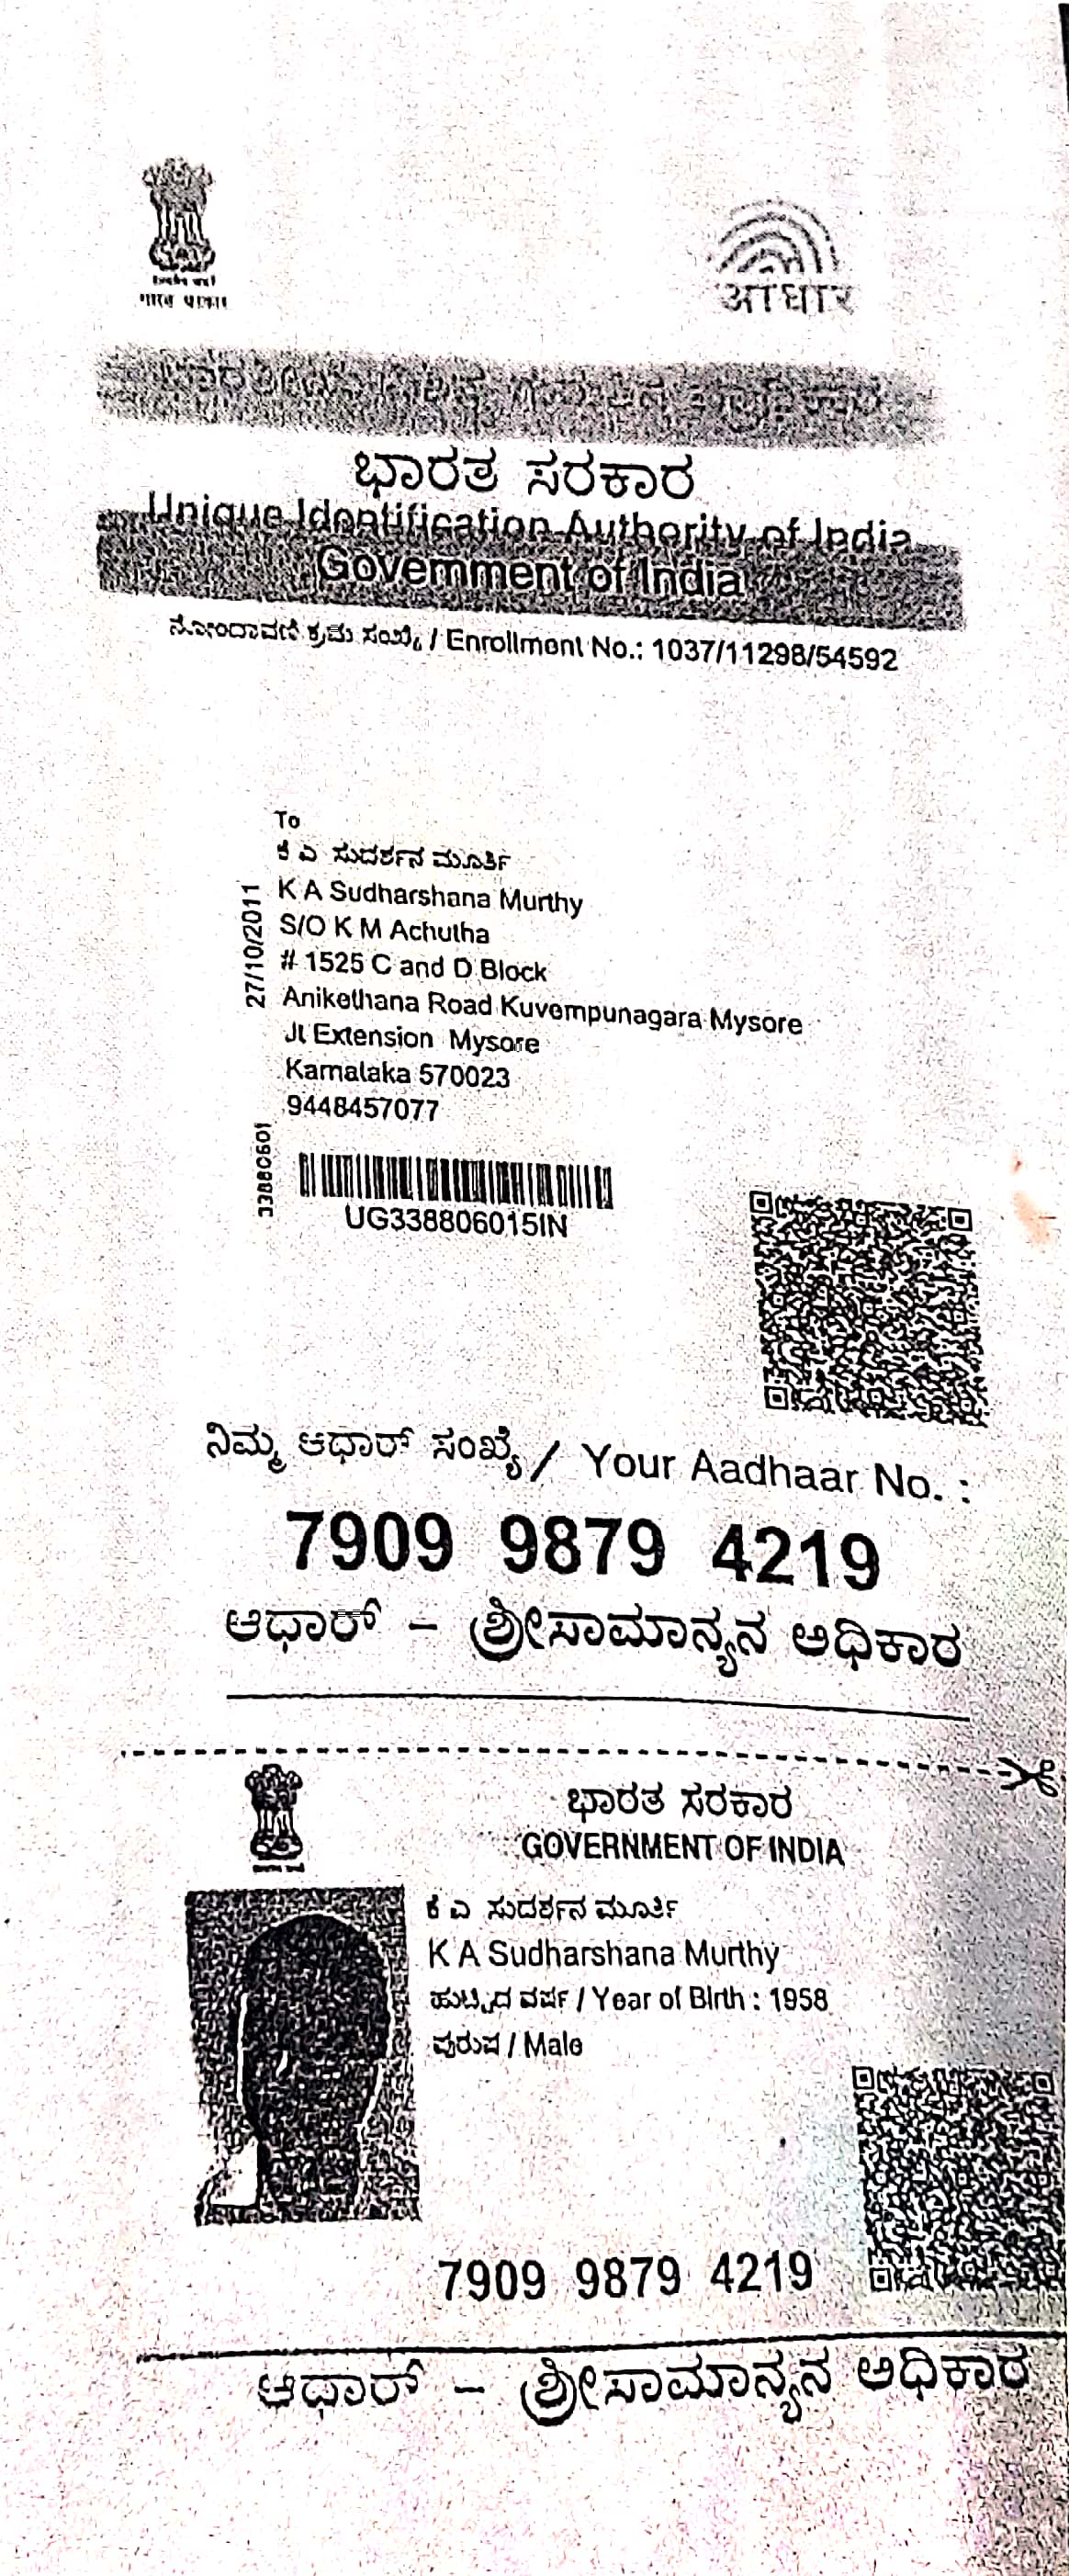 आधार
ಭಾರತ ಸರಕಾರ
Unique Identification Authority of India
Government of India
ನೋಂದಾವಣೆ ಕ್ರಮ ಸಂಖ್ಯೆ / Enrollment No.: 1037/11298/54592
To
ಕೆ ಎ ಸುದರ್ಶನ ಮೂರ್ತಿ
K A Sudharshana Murthy
S/O K M Achutha
# 1525 C and D Block
Anikethana Road Kuvempunagara Mysore
Jt Extension Mysore
Karnataka 570023
9448457077
27/10/2011
33880601
UG338806015IN
ನಿಮ್ಮ ಆಧಾರ್ ಸಂಖ್ಯೆ / Your Aadhaar No. :
7909 9879 4219
ಆಧಾರ್ – ಶ್ರೀಸಾಮಾನ್ಯನ ಅಧಿಕಾರ
ಭಾರತ ಸರಕಾರ
GOVERNMENT OF INDIA
ಕೆ ಎ ಸುದರ್ಶನ ಮೂರ್ತಿ
K A Sudharshana Murthy
ಹುಟ್ಟಿದ ವರ್ಷ / Year of Birth : 1958
ಪುರುಷ / Male
7909 9879 4219
ಆಧಾರ್ – ಶ್ರೀಸಾಮಾನ್ಯನ ಅಧಿಕಾರ